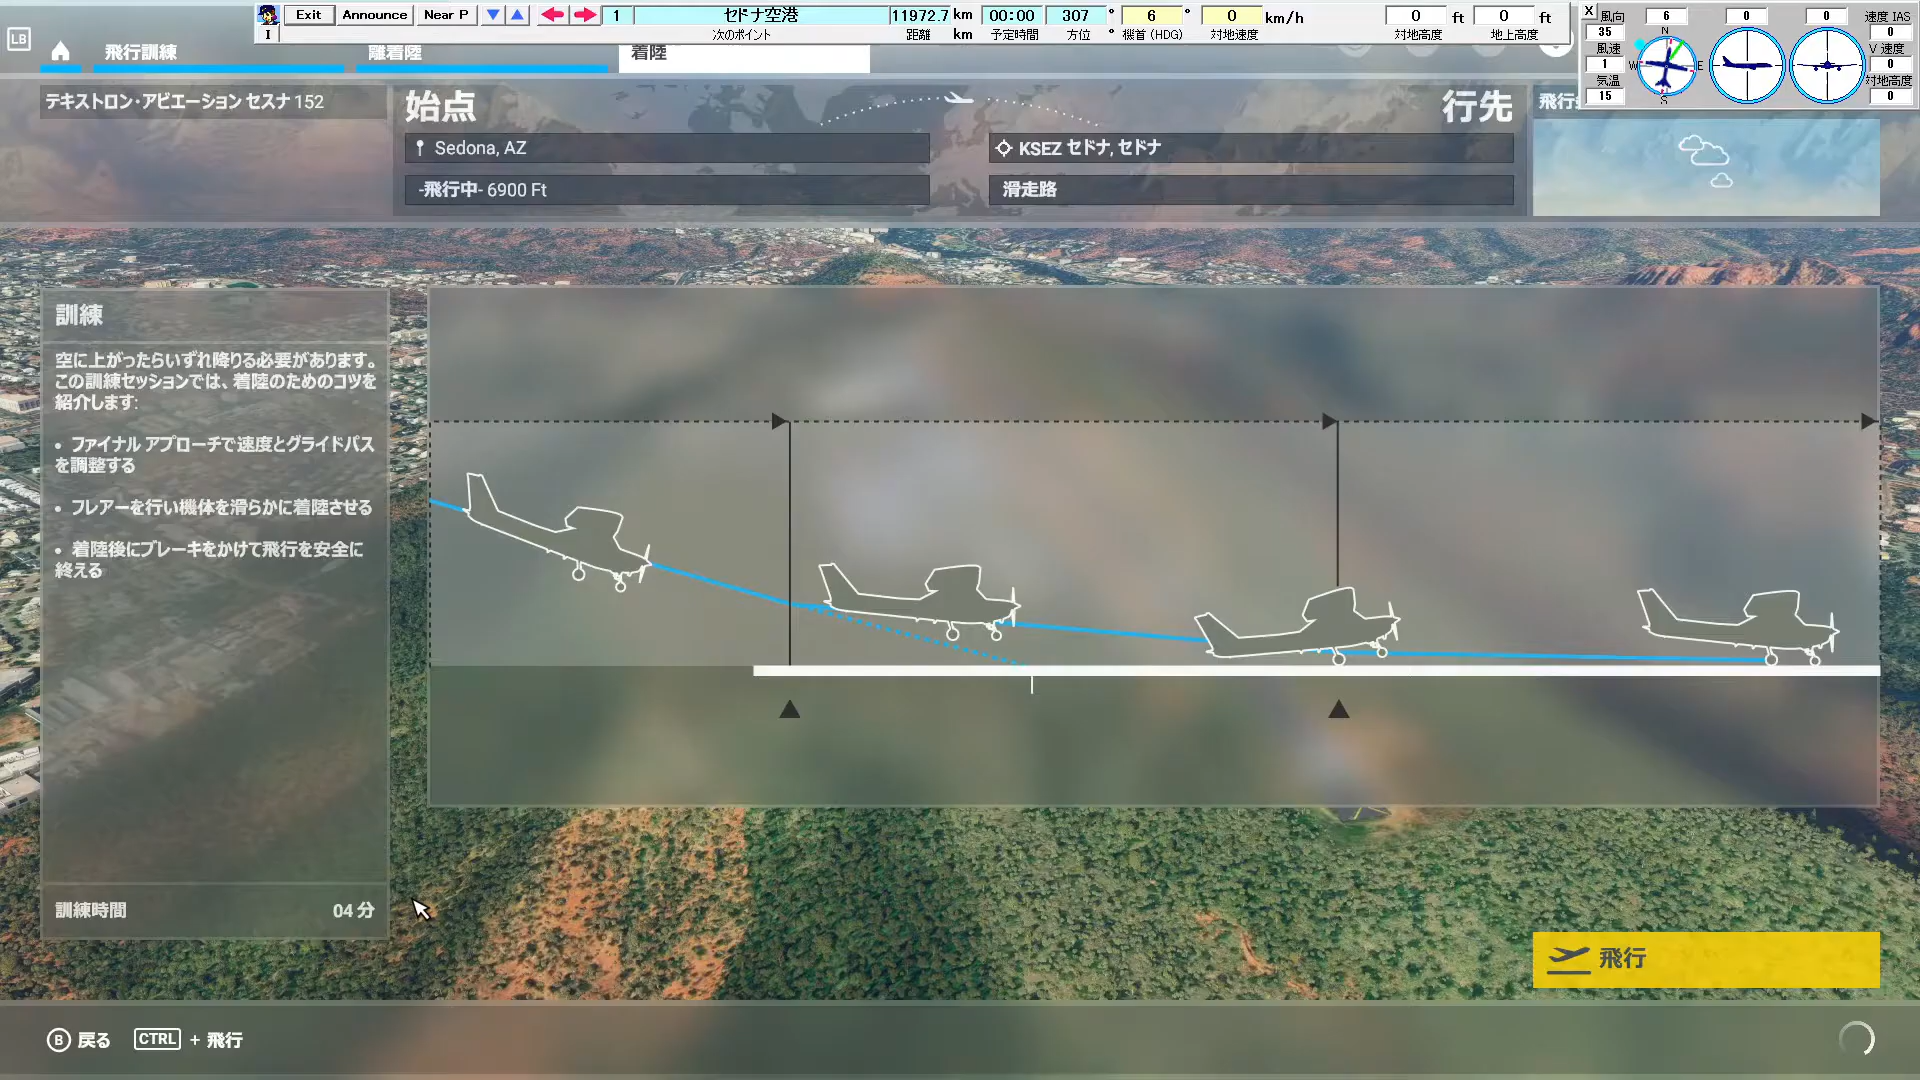 Exit Announce Near P 1 セドナ空港 11972.7 km 00:00 307 ° 6 ° 0 km/h 0 ft 0 ft
I 次のポイント 距離 km 予定時間 方位 ° 機首 (HDG) 対地速度 対地高度 地上高度
X 風向 6 0 0 速度 IAS
35 N 0
風速 V 速度
1 W E 0
気温 対地高度
15 S 0
LB 飛行訓練 離着陸 着陸
テキストロン・アビエーション セスナ 152
始点 行先
Sedona, AZ
KSEZ セドナ, セドナ
-飛行中- 6900 Ft
滑走路
訓練
空に上がったらいずれ降りる必要があります。
この訓練セッションでは、着陸のためのコツを
紹介します:
• ファイナル アプローチで速度とグライドパス
を調整する
• フレアーを行い機体を滑らかに着陸させる
• 着陸後にブレーキをかけて飛行を安全に
終える
訓練時間 04 分
飛行
B 戻る CTRL + 飛行